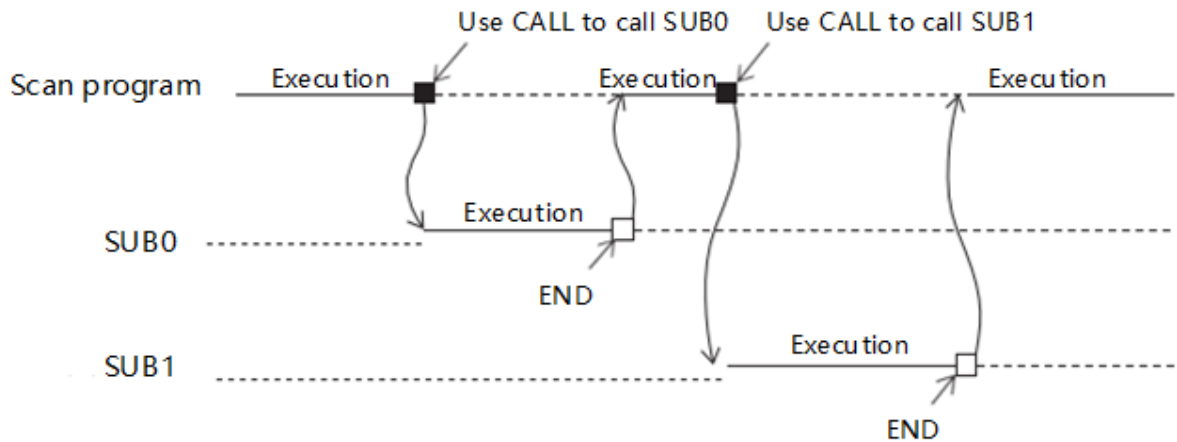 Use CALL to call SUB0 Use CALL to call SUB1
Scan program Execution Execution Execution
SUB0 Execution
END
SUB1 Execution
END